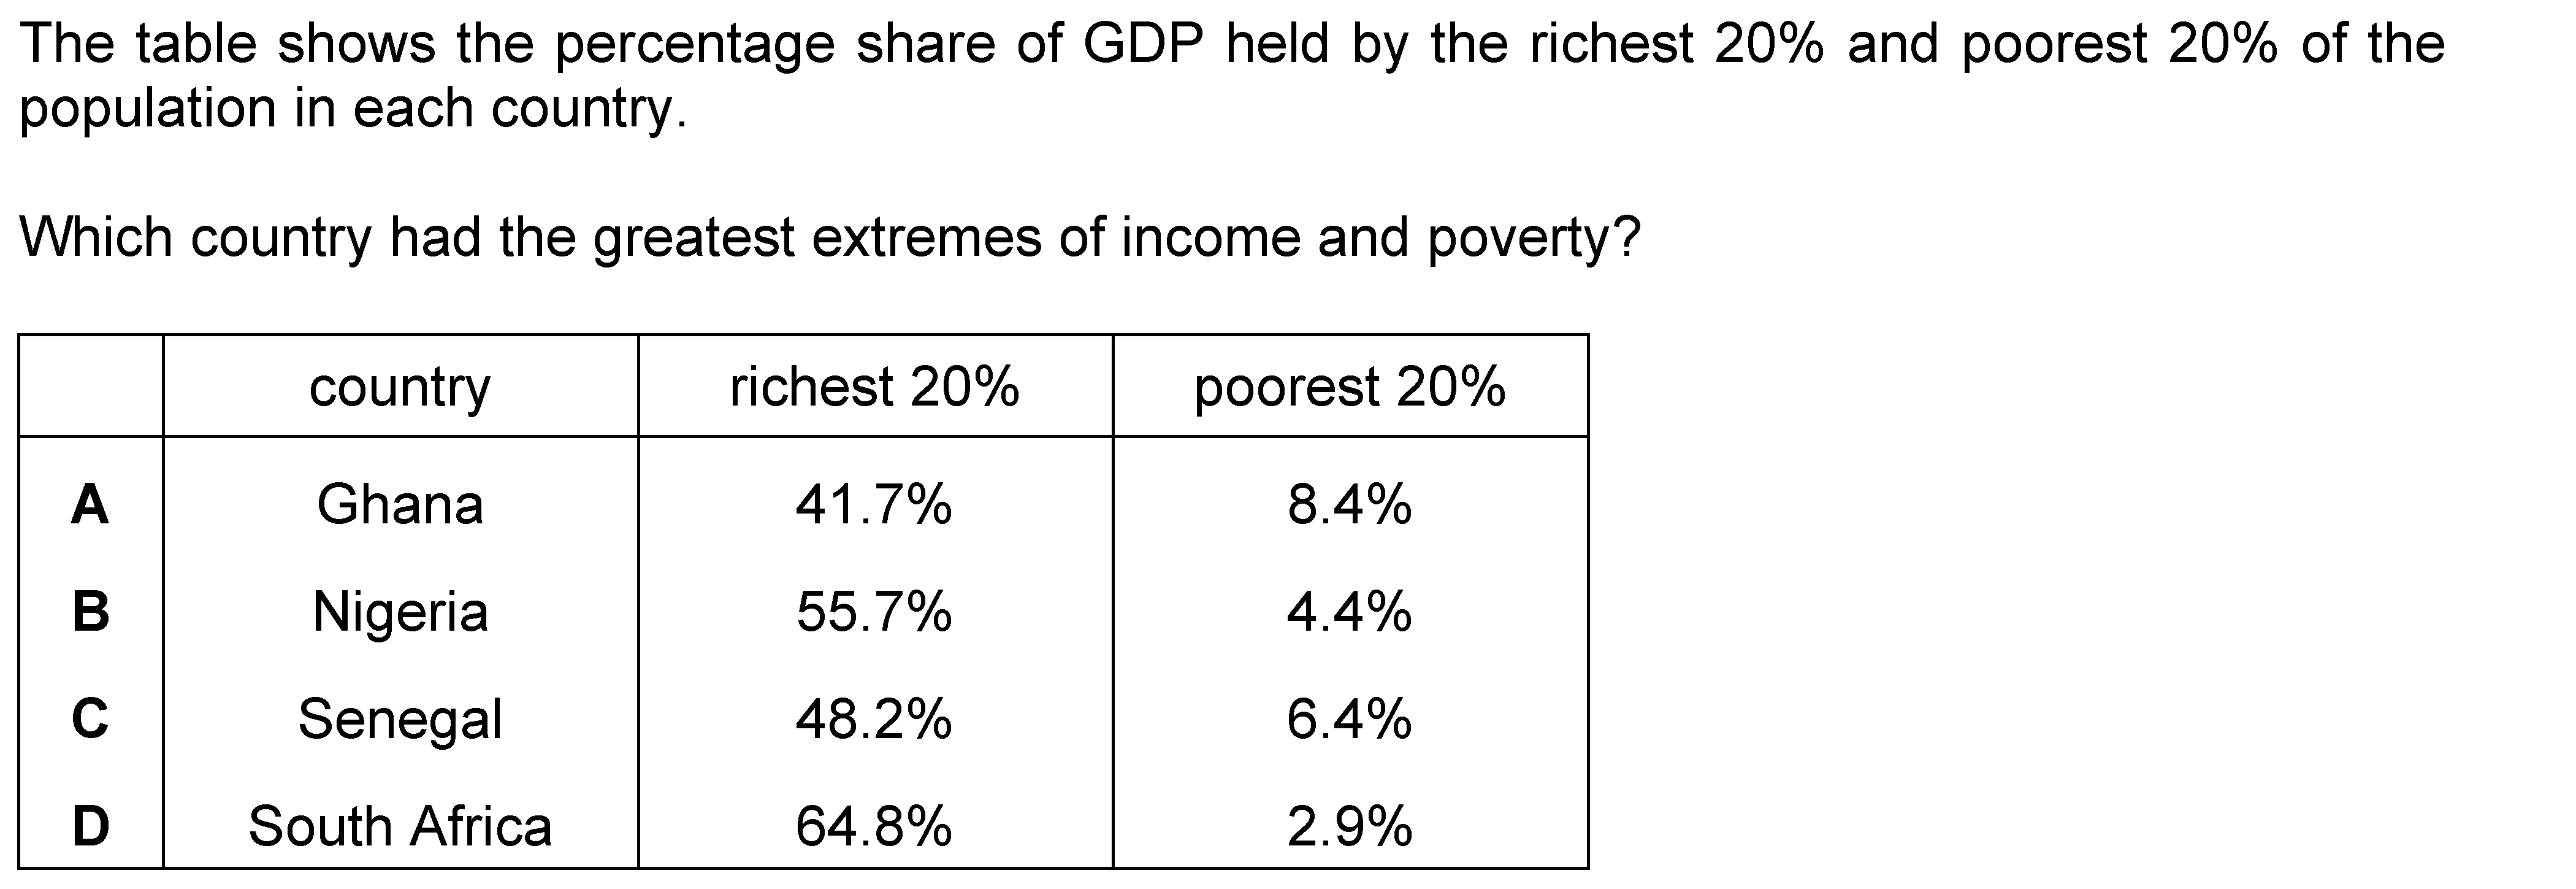 The table shows the percentage share of GDP held by the richest 20% and poorest 20% of the
population in each country.
Which country had the greatest extremes of income and poverty?
country richest 20% poorest 20%
A Ghana 41.7% 8.4%
B Nigeria 55.7% 4.4%
C Senegal 48.2% 6.4%
D South Africa 64.8% 2.9%